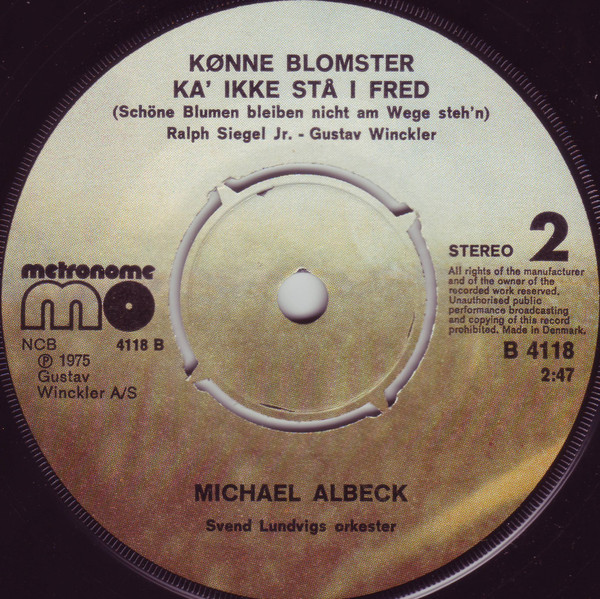 KØNNE BLOMSTER
KA' IKKE STÅ I FRED
(Schöne Blumen bleiben nicht am Wege steh'n)
Ralph Siegel Jr. - Gustav Winckler
metronome
mo
NCB 4118 B
Ⓟ 1975
Gustav
Winckler A/S
STEREO 2
All rights of the manufacturer
and of the owner of the
recorded work reserved.
Unauthorised public
performance broadcasting
and copying of this record
prohibited. Made in Denmark.
B 4118
2:47
MICHAEL ALBECK
Svend Lundvigs orkester